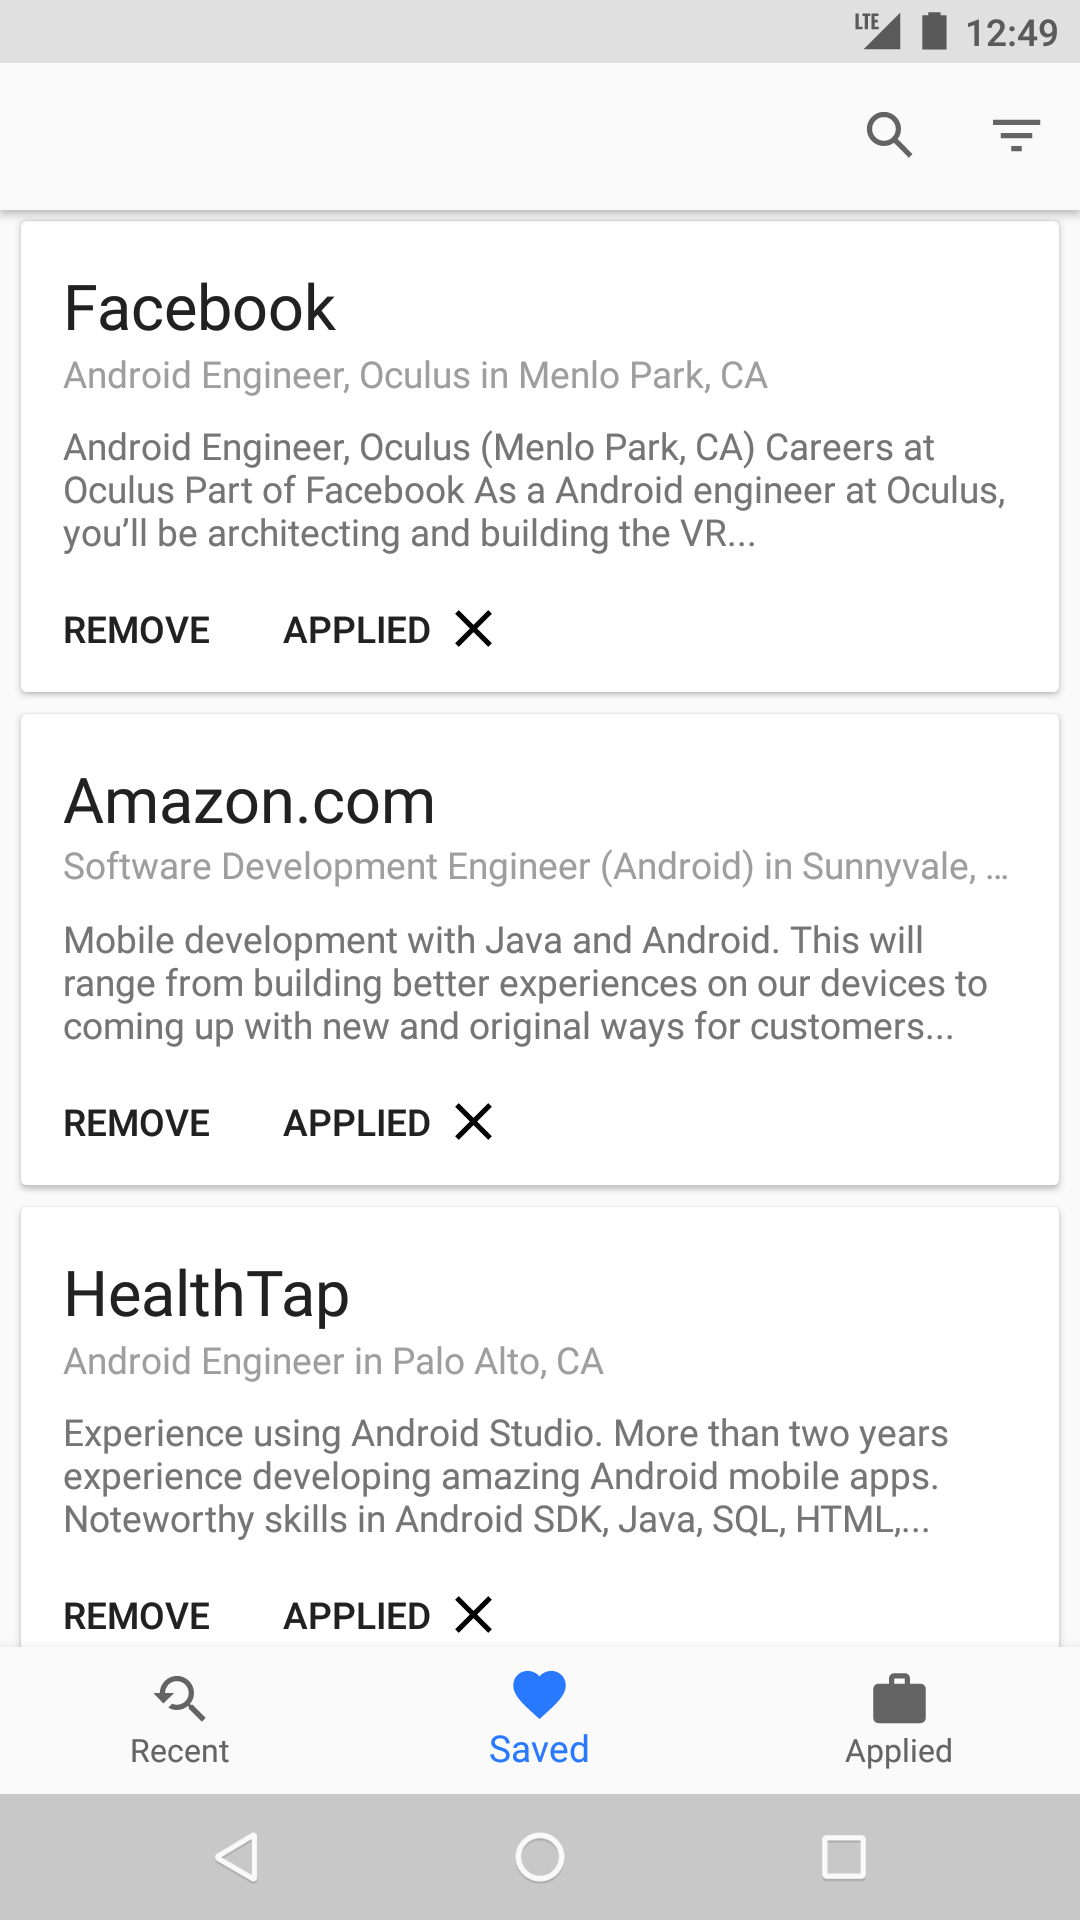 LTE 12:49
Facebook
Android Engineer, Oculus in Menlo Park, CA
Android Engineer, Oculus (Menlo Park, CA) Careers at
Oculus Part of Facebook As a Android engineer at Oculus,
you’ll be architecting and building the VR...
REMOVE APPLIED
Amazon.com
Software Development Engineer (Android) in Sunnyvale, ...
Mobile development with Java and Android. This will
range from building better experiences on our devices to
coming up with new and original ways for customers...
REMOVE APPLIED
HealthTap
Android Engineer in Palo Alto, CA
Experience using Android Studio. More than two years
experience developing amazing Android mobile apps.
Noteworthy skills in Android SDK, Java, SQL, HTML,...
REMOVE APPLIED
Recent Saved Applied